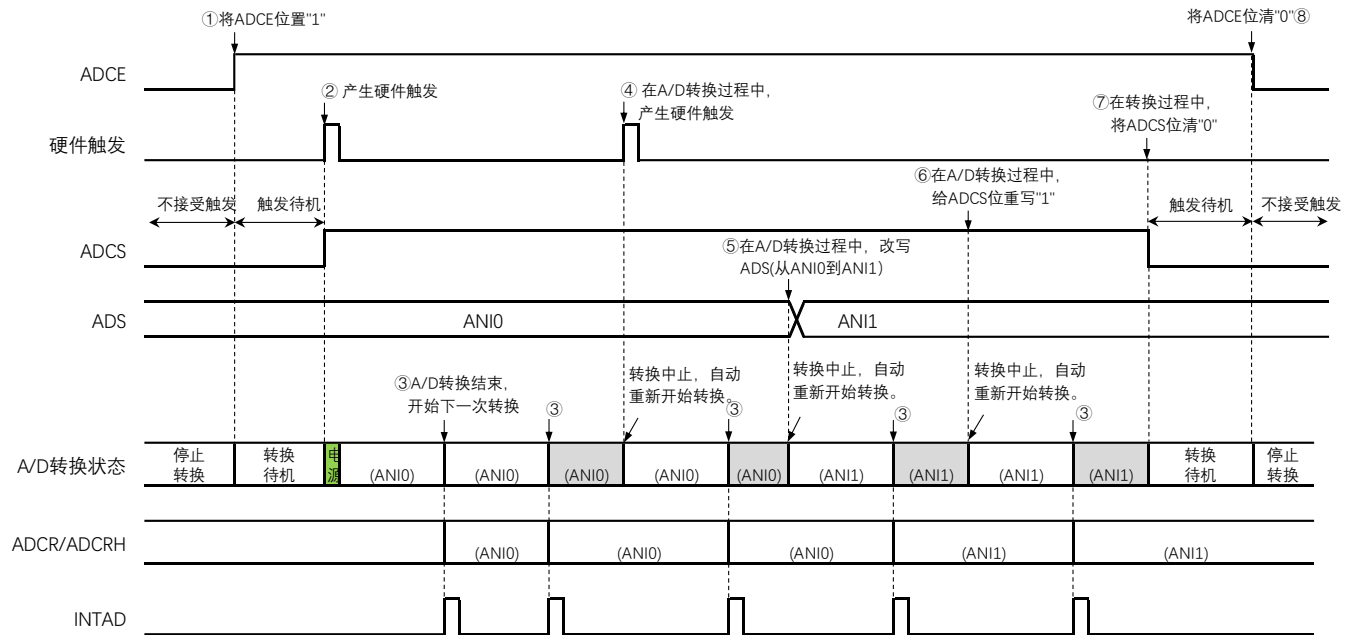 ①将ADCE位置"1"
将ADCE位清"0"⑧
ADCE
② 产生硬件触发
④ 在A/D转换过程中，
产生硬件触发
⑦在转换过程中，
将ADCS位清"0"
硬件触发
⑥在A/D转换过程中，
给ADCS位重写"1"
不接受触发
触发待机
触发待机
不接受触发
ADCS
⑤在A/D转换过程中，改写
ADS(从ANI0到ANI1)
ADS
ANI0
ANI1
③A/D转换结束，
开始下一次转换
③
转换中止，自动
重新开始转换。
③
转换中止，自动
重新开始转换。
③
转换中止，自动
重新开始转换。
③
A/D转换状态
停止
转换
转换
待机
电
源
(ANI0)
(ANI0)
(ANI0)
(ANI0)
(ANI0)
(ANI1)
(ANI1)
(ANI1)
(ANI1)
转换
待机
停止
转换
ADCR/ADCRH
(ANI0)
(ANI0)
(ANI0)
(ANI1)
(ANI1)
INTAD